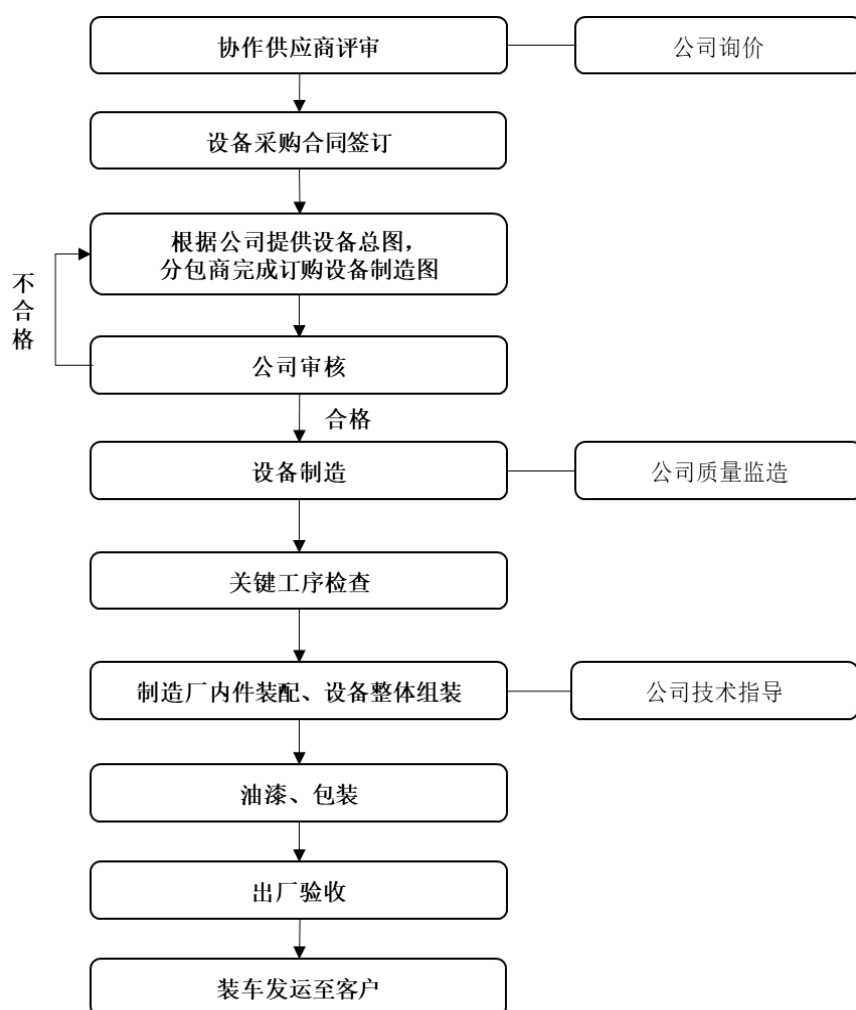 协作供应商评审
公司询价
设备采购合同签订
根据公司提供设备总图，
分包商完成订购设备制造图
不
合
格
公司审核
合格
设备制造
公司质量监造
关键工序检查
制造厂内件装配、设备整体组装
公司技术指导
油漆、包装
出厂验收
装车发运至客户